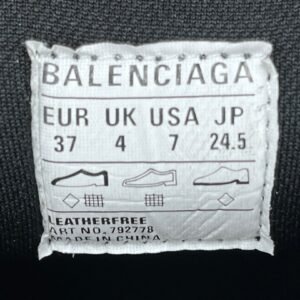 BALENCIAGA
EUR UK USA JP
37 4 7 24.5
LEATHERFREE
ART NO. 792778
MADE IN CHINA